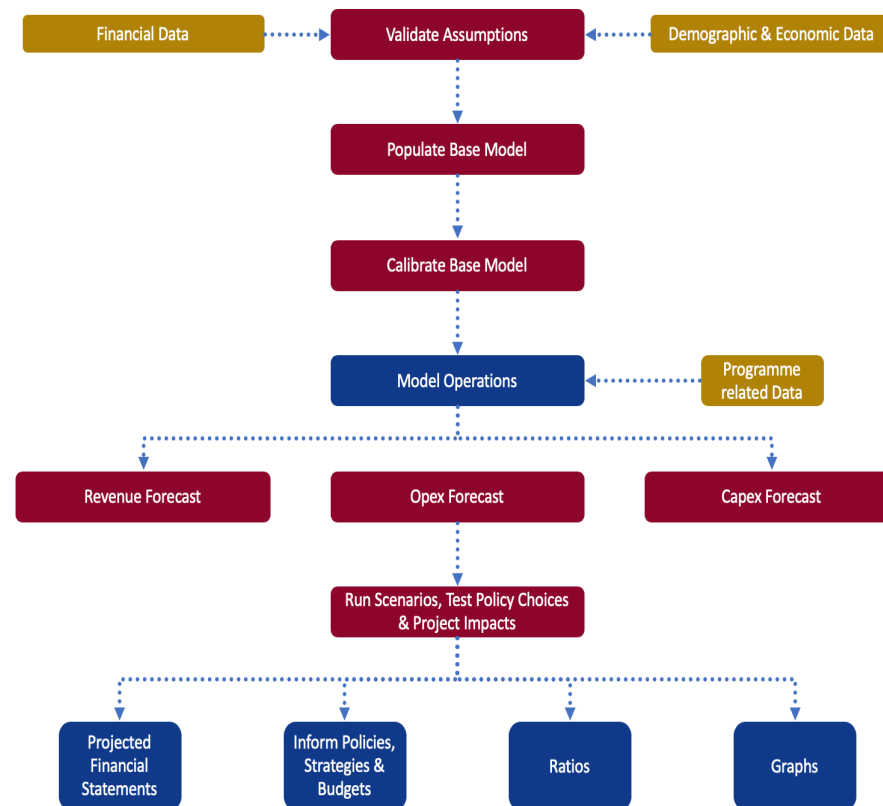 Financial Data
Validate Assumptions
Demographic & Economic Data
Populate Base Model
Calibrate Base Model
Model Operations
Programme
related Data
Revenue Forecast
Opex Forecast
Capex Forecast
Run Scenarios, Test Policy Choices
& Project Impacts
Projected
Financial
Statements
Inform Policies,
Strategies &
Budgets
Ratios
Graphs